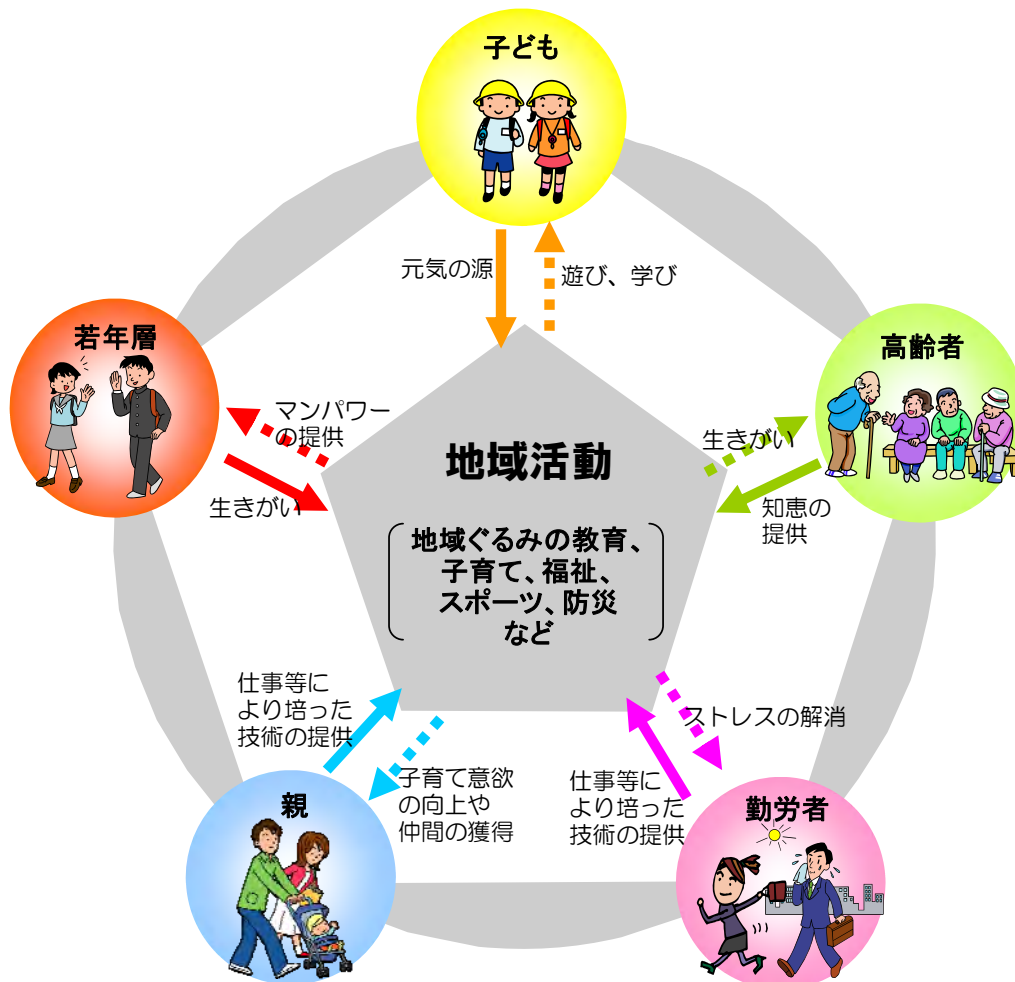 子ども
元気の源
遊び、学び
若年層
高齢者
マンパワー
の提供
生きがい
生きがい
知恵の
提供
地域活動
地域ぐるみの教育、
子育て、福祉、
スポーツ、防災
など
仕事等に
より培った
技術の提供
子育て意欲
の向上や
仲間の獲得
ストレスの解消
仕事等に
より培った
技術の提供
親
勤労者